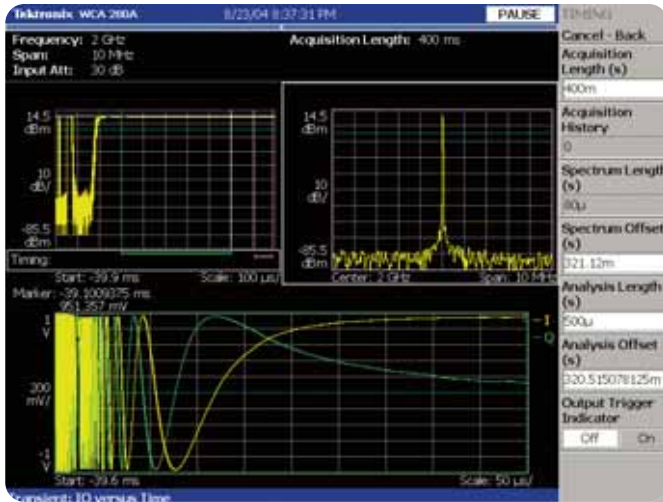 Tektronix WCA 200A 8/23/04 8:37:31 PM PAUSE TIMING
Frequency: 2 GHz Acquisition Length: 400 ms
Span: 10 MHz
Input Att: 30 dB
Cancel - Back
Acquisition
Length (s)
400m
Acquisition
History
0
Spectrum Length
(s)
80µ
Spectrum Offset
(s)
321.12m
Analysis Length
(s)
500µ
Analysis Offset
(s)
320.515078125m
Output Trigger
Indicator
Off On
14.5
dBm
10
dB/
-85.5
dBm
Timing:
Start: -39.9 ms Scale: 100 µs/
14.5
dBm
10
dB/
-85.5
dBm
Center: 2 GHz Span: 10 MHz
Marker: -39.1009375 ms
951.357 mV
1
V
300
mV/
-1
V
I
Q
Start: -39.6 ms Scale: 50 µs/
Transient: IQ versus Time